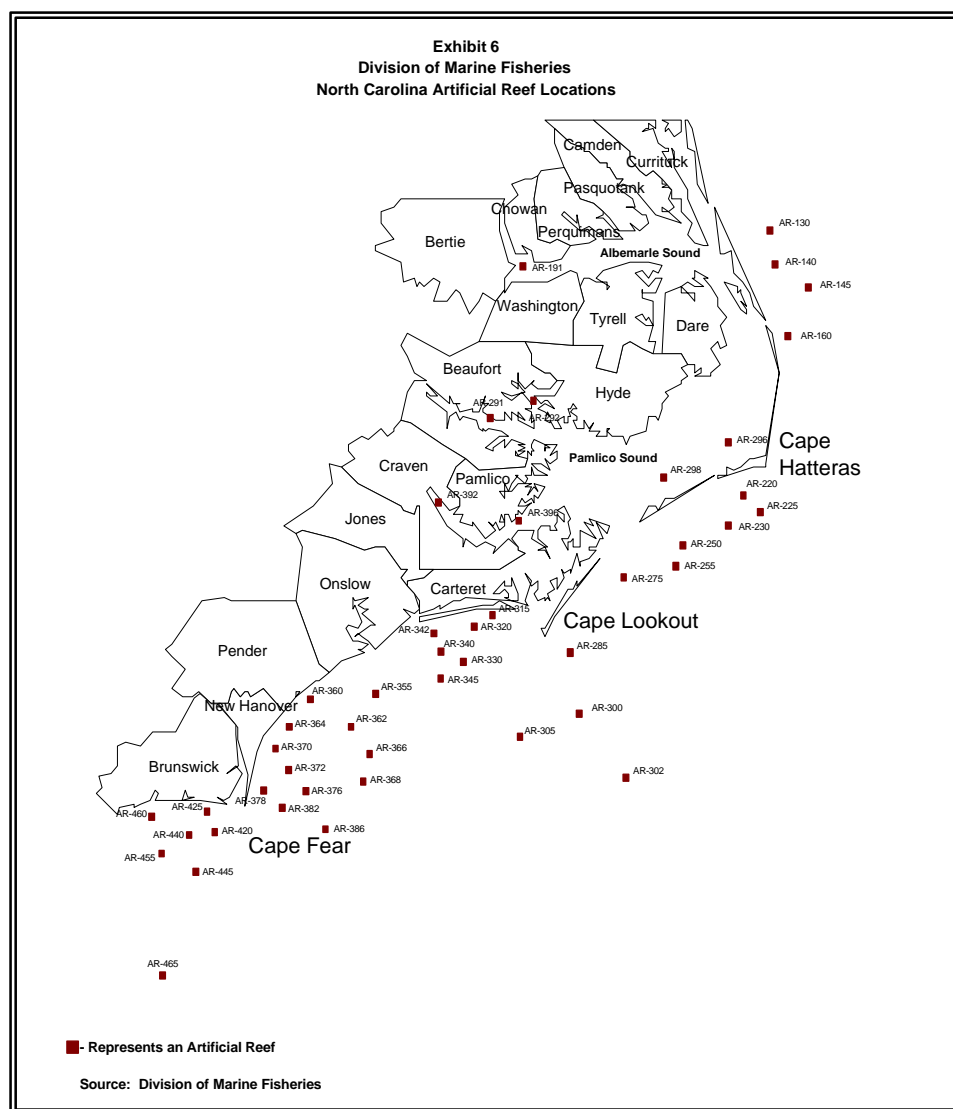 Exhibit 6
Division of Marine Fisheries
North Carolina Artificial Reef Locations
Camden
Currituck
Pasquotank
Chowan
Perquimans
Bertie
Albemarle Sound
AR-130
AR-140
AR-191
AR-145
Washington
Tyrell
Dare
AR-160
Beaufort
Hyde
AR-291
AR-292
Cape
Hatteras
AR-296
Pamlico Sound
Craven
Pamlico
AR-298
AR-220
AR-392
AR-225
Jones
AR-396
AR-230
AR-250
AR-255
Onslow
Carteret
AR-275
AR-315
Cape Lookout
AR-342
AR-320
Pender
AR-340
AR-285
AR-330
AR-345
AR-360
AR-355
New Hanover
AR-300
AR-364
AR-362
AR-305
AR-370
AR-366
Brunswick
AR-372
AR-302
AR-368
AR-378
AR-376
AR-425
AR-382
AR-460
AR-440
AR-420
AR-386
Cape Fear
AR-455
AR-445
AR-465
- Represents an Artificial Reef
Source: Division of Marine Fisheries